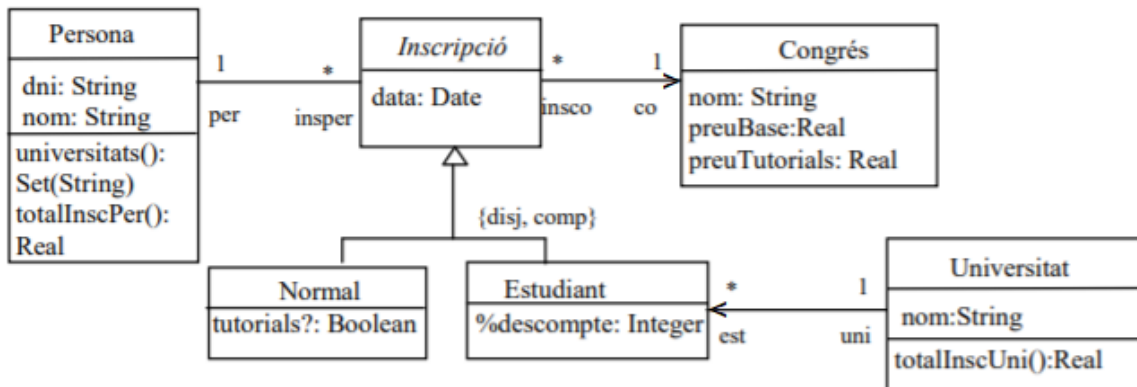 Persona
dni: String
nom: String
universitats():
Set(String)
totalInscPer():
Real
1
per
*
insper
Inscripció
data: Date
*
insco
1
co
Congrés
nom: String
preuBase:Real
preuTutorials: Real
{disj, comp}
Normal
tutorials?: Boolean
Estudiant
%descompte: Integer
*
est
1
uni
Universitat
nom:String
totalInscUni():Real